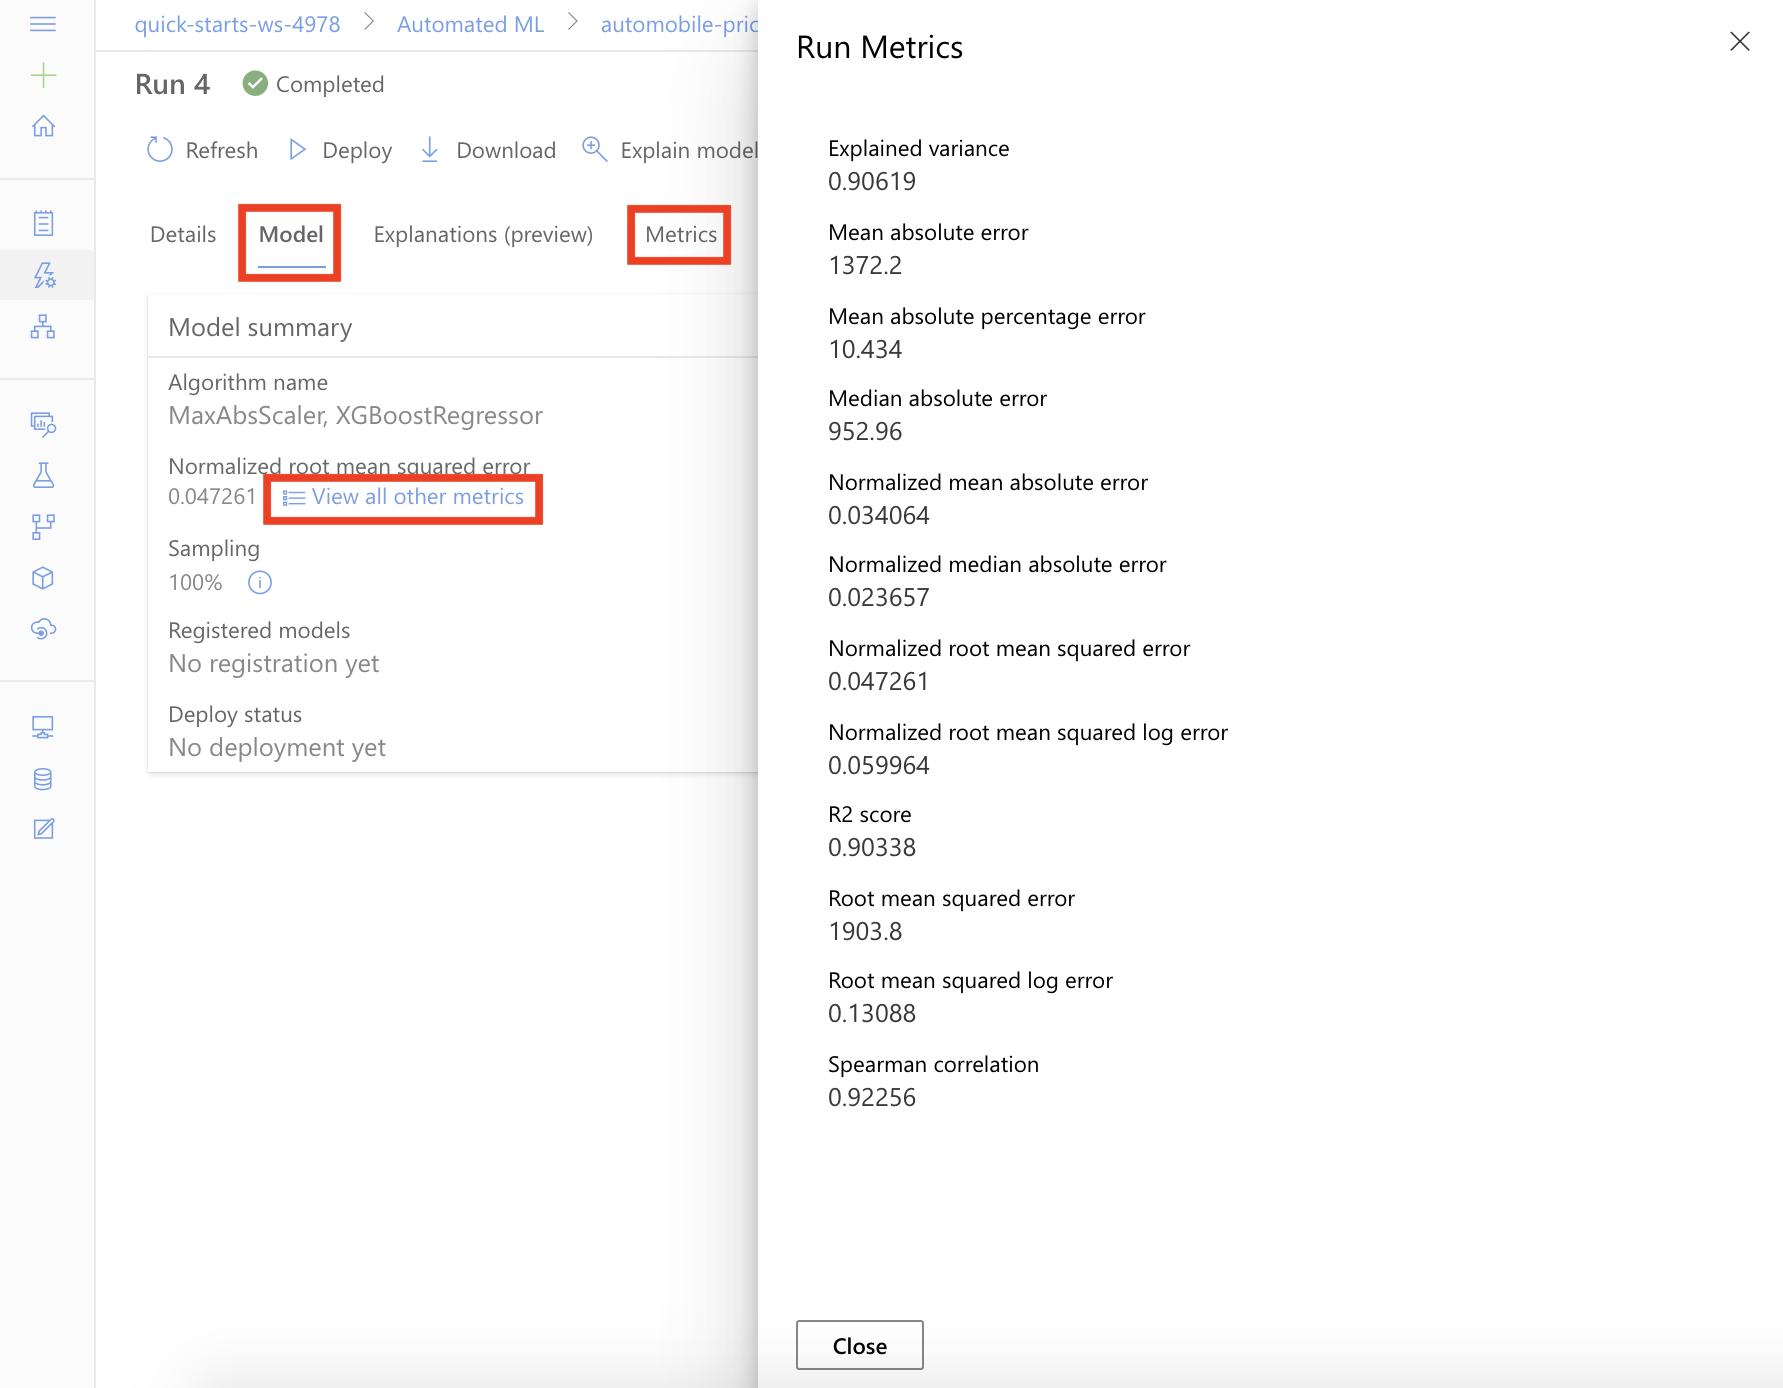 quick-starts-ws-4978 > Automated ML > automobile-pric
Run 4 Completed
Refresh Deploy Download Explain model
Details Model Explanations (preview) Metrics
Model summary
Algorithm name
MaxAbsScaler, XGBoostRegressor
Normalized root mean squared error
0.047261 View all other metrics
Sampling
100%
Registered models
No registration yet
Deploy status
No deployment yet
Run Metrics
Explained variance
0.90619
Mean absolute error
1372.2
Mean absolute percentage error
10.434
Median absolute error
952.96
Normalized mean absolute error
0.034064
Normalized median absolute error
0.023657
Normalized root mean squared error
0.047261
Normalized root mean squared log error
0.059964
R2 score
0.90338
Root mean squared error
1903.8
Root mean squared log error
0.13088
Spearman correlation
0.92256
Close